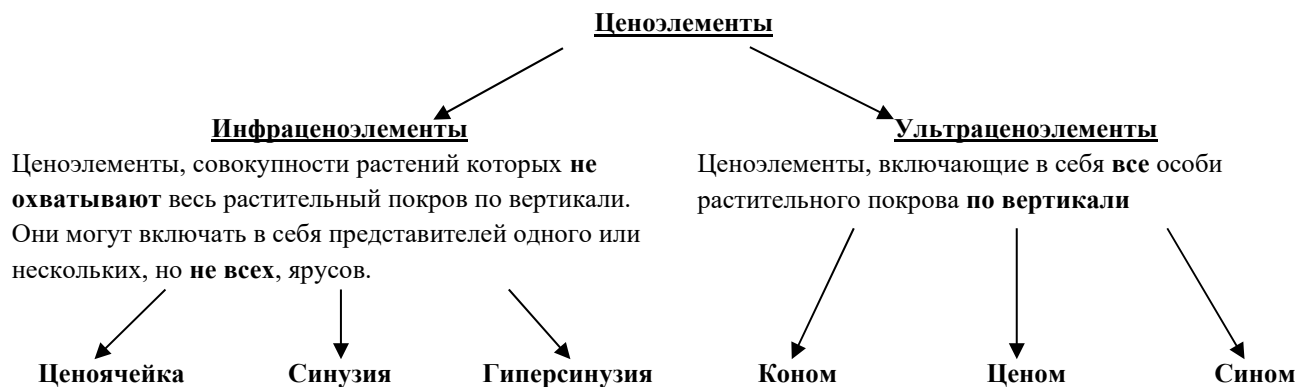 Ценоэлементы
Инфраценоэлементы
Ценоэлементы, совокупности растений которых не
охватывают весь растительный покров по вертикали.
Они могут включать в себя представителей одного или
нескольких, но не всех, ярусов.
Ультраценоэлементы
Ценоэлементы, включающие в себя все особи
растительного покрова по вертикали
Ценоячейка
Синузия
Гиперсинузия
Коном
Ценом
Сином